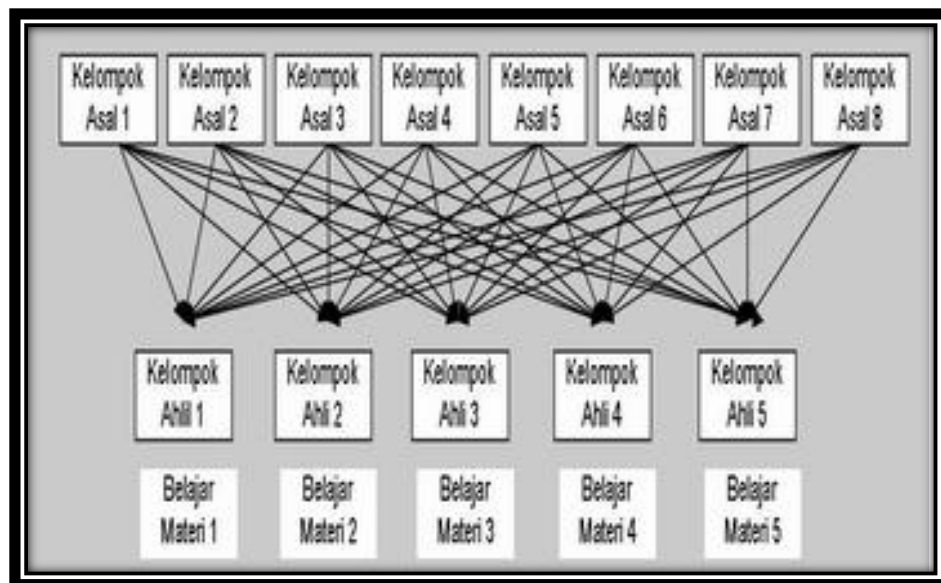 Kelompok
Asal 1
Kelompok
Asal 2
Kelompok
Asal 3
Kelompok
Asal 4
Kelompok
Asal 5
Kelompok
Asal 6
Kelompok
Asal 7
Kelompok
Asal 8
Kelompok
Ahlil 1
Kelompok
Ahli 2
Kelompok
Ahli 3
Kelompok
Ahli 4
Kelompok
Ahli 5
Belajar
Materi 1
Belajar
Materi 2
Belajar
Materi 3
Belajar
Materi 4
Belajar
Materi 5